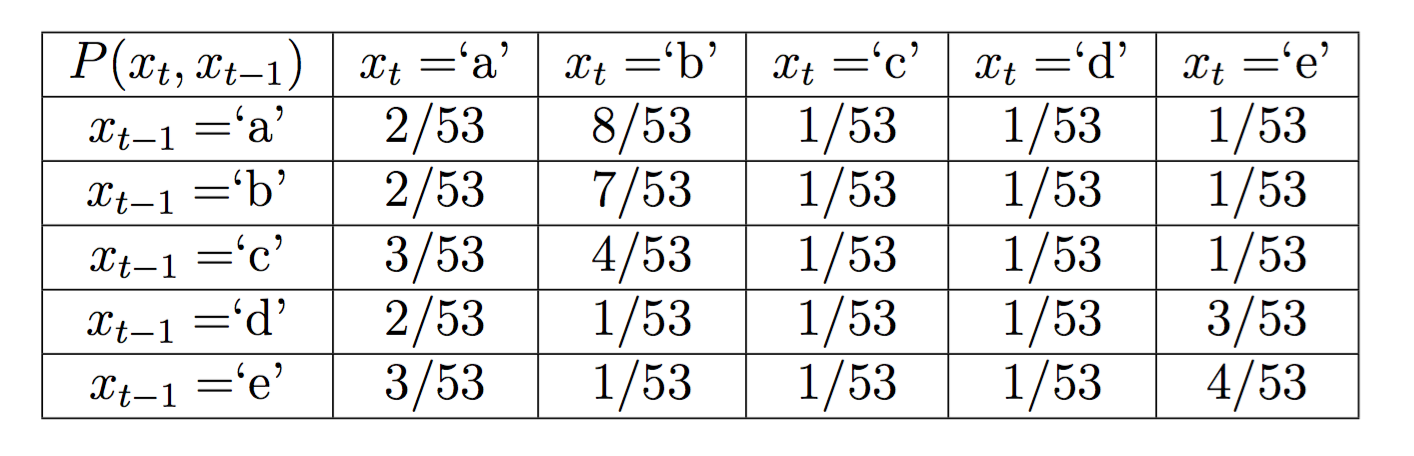 P(x_t, x_{t−1}) x_t =‘a’ x_t =‘b’ x_t =‘c’ x_t =‘d’ x_t =‘e’
x_{t−1} =‘a’ 2/53 8/53 1/53 1/53 1/53
x_{t−1} =‘b’ 2/53 7/53 1/53 1/53 1/53
x_{t−1} =‘c’ 3/53 4/53 1/53 1/53 1/53
x_{t−1} =‘d’ 2/53 1/53 1/53 1/53 3/53
x_{t−1} =‘e’ 3/53 1/53 1/53 1/53 4/53